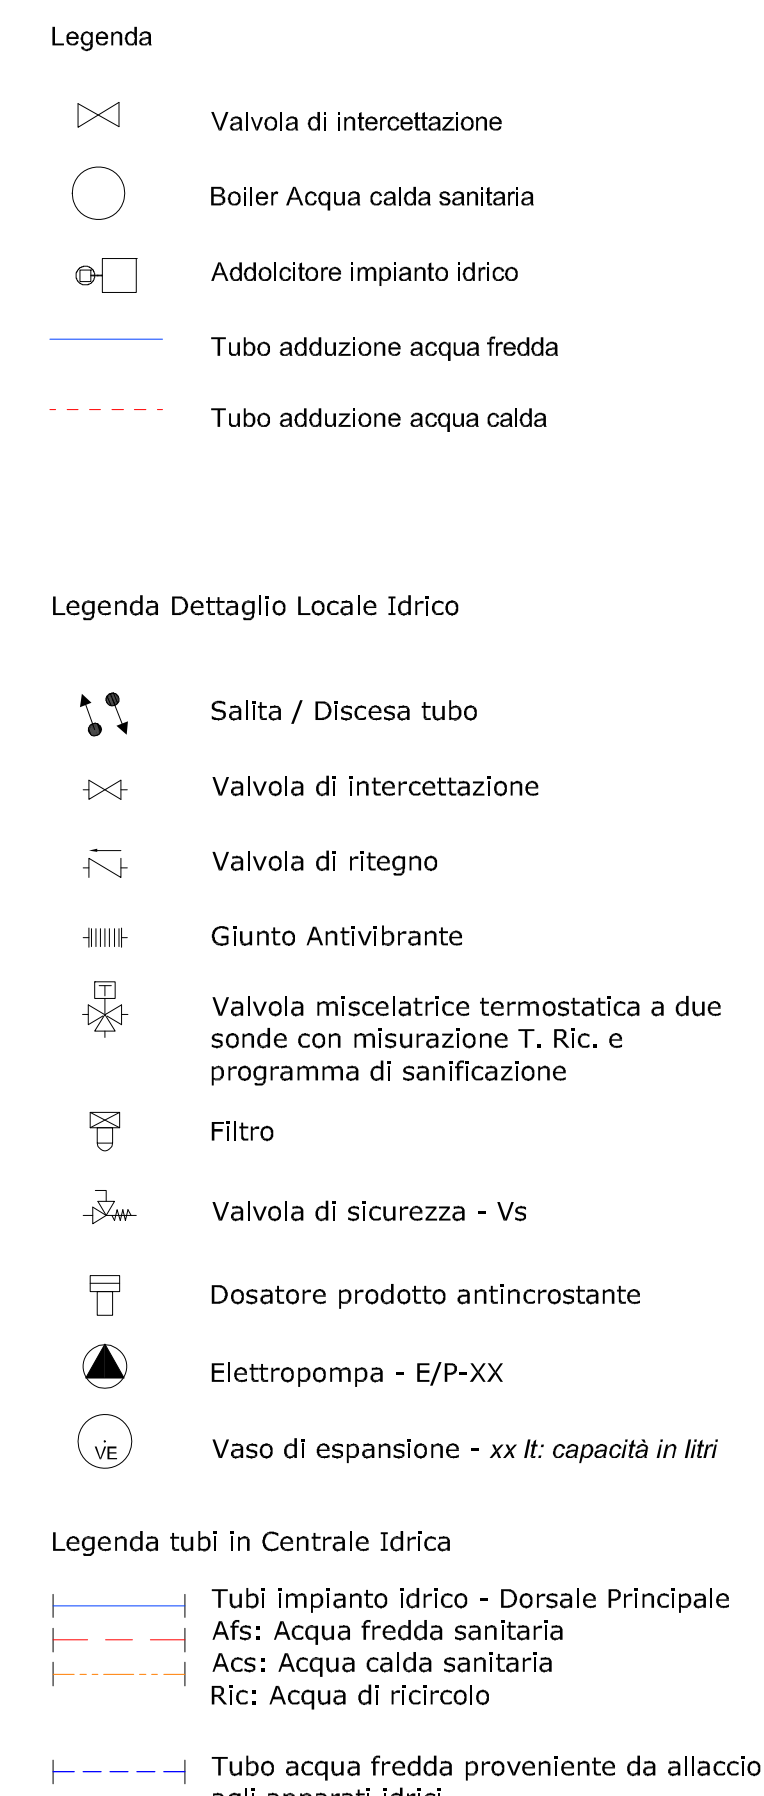 Legenda
Valvola di intercettazione
Boiler Acqua calda sanitaria
Addolcitore impianto idrico
Tubo adduzione acqua fredda
Tubo adduzione acqua calda
Legenda Dettaglio Locale Idrico
Salita / Discesa tubo
Valvola di intercettazione
Valvola di ritegno
Giunto Antivibrante
T
Valvola miscelatrice termostatica a due
sonde con misurazione T. Ric. e
programma di sanificazione
Filtro
Valvola di sicurezza - Vs
Dosatore prodotto antincrostante
Elettropompa - E/P-XX
VE
Vaso di espansione - xx lt: capacità in litri
Legenda tubi in Centrale Idrica
Tubi impianto idrico - Dorsale Principale
Afs: Acqua fredda sanitaria
Acs: Acqua calda sanitaria
Ric: Acqua di ricircolo
Tubo acqua fredda proveniente da allaccio
agli apparati idrici